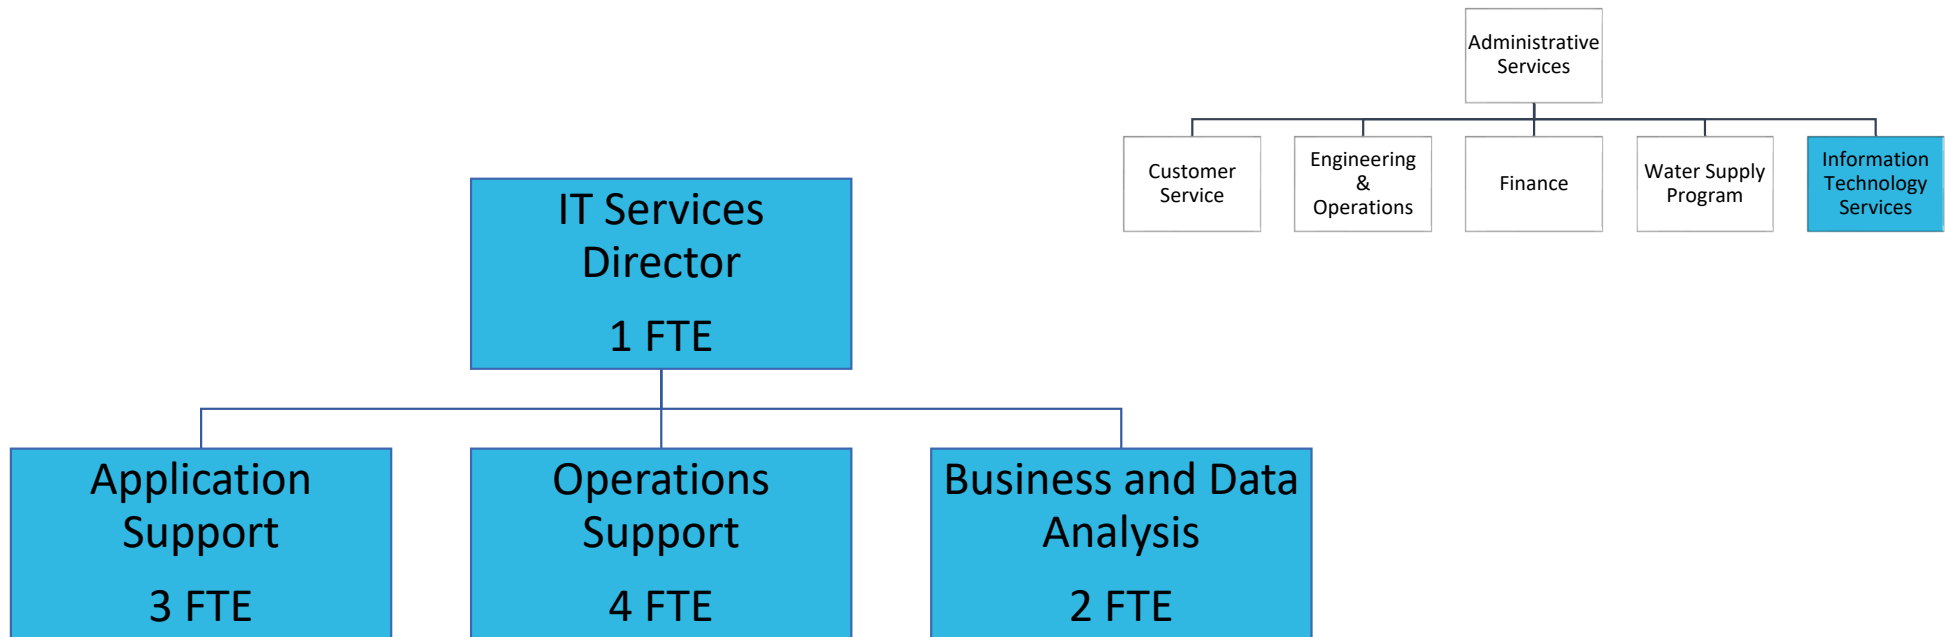 Administrative
Services
Customer
Service
Engineering
&
Operations
Finance
Water Supply
Program
Information
Technology
Services
IT Services
Director
1 FTE
Application
Support
3 FTE
Operations
Support
4 FTE
Business and Data
Analysis
2 FTE